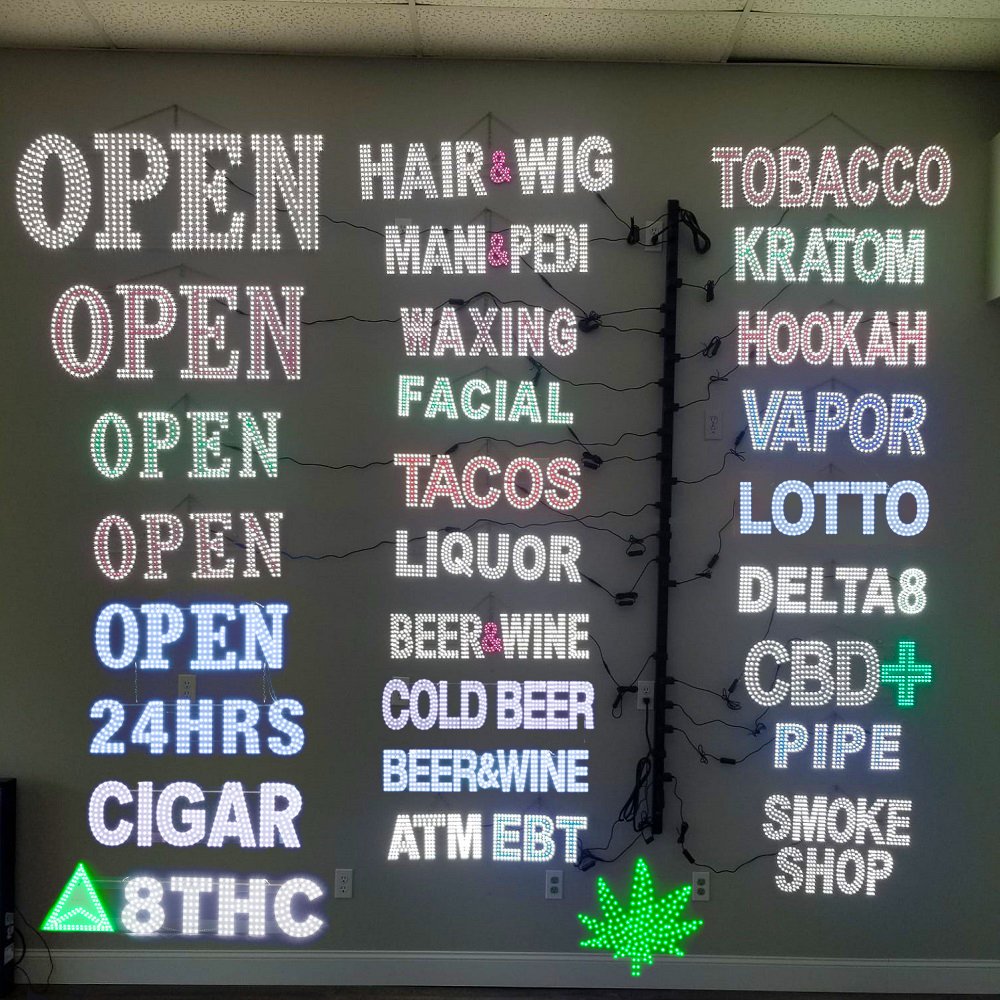 OPEN
OPEN
OPEN
OPEN
OPEN
24HRS
CIGAR
8THC
HAIR&WIG
MANI&PEDI
WAXING
FACIAL
TACOS
LIQUOR
BEER&WINE
COLD BEER
BEER&WINE
ATM EBT
TOBACCO
KRATOM
HOOKAH
VAPOR
LOTTO
DELTA8
CBD+
PIPE
SMOKE
SHOP